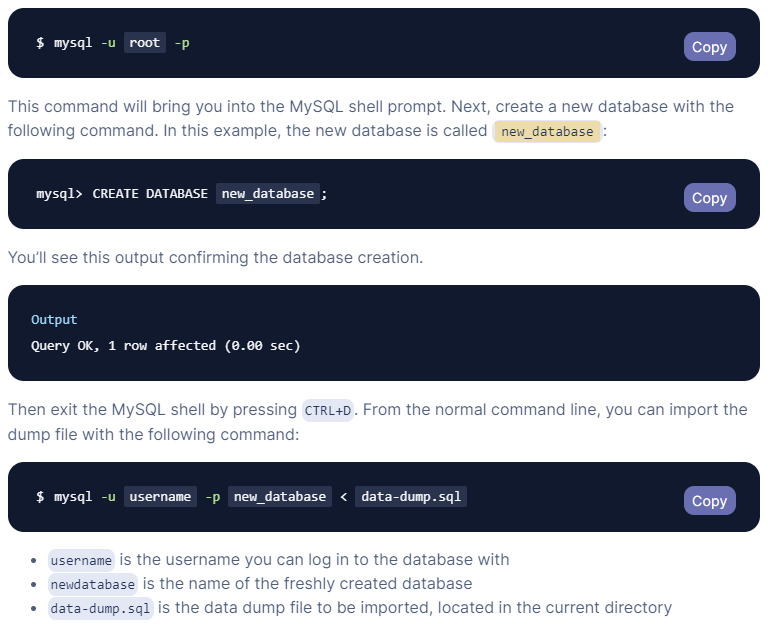 $ mysql -u root -p
Copy
This command will bring you into the MySQL shell prompt. Next, create a new database with the
following command. In this example, the new database is called new_database:
mysql> CREATE DATABASE new_database;
Copy
You’ll see this output confirming the database creation.
Output
Query OK, 1 row affected (0.00 sec)
Then exit the MySQL shell by pressing CTRL+D. From the normal command line, you can import the
dump file with the following command:
$ mysql -u username -p new_database < data-dump.sql
Copy
• username is the username you can log in to the database with
• newdatabase is the name of the freshly created database
• data-dump.sql is the data dump file to be imported, located in the current directory